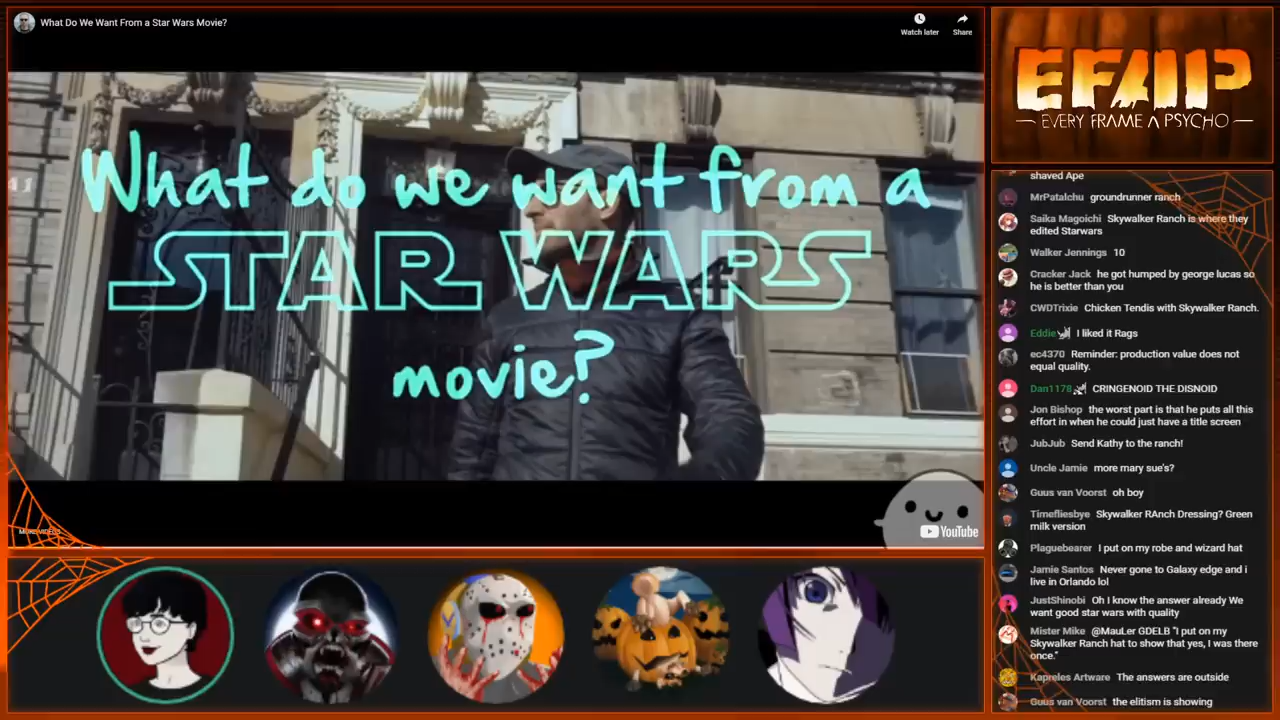 What Do We Want From a Star Wars Movie?
Watch later
Share
What do we want from a
STAR WARS
movie?
YouTube
EFAP
EVERY FRAME A PSYCHO
shaved Ape
MrPatalchu groundrunner ranch
Saika Magoichi Skywalker Ranch is where they
edited Starwars
Walker Jennings 10
Cracker Jack he got humped by george lucas so
he is better than you
CWDTrixie Chicken Tendis with Skywalker Ranch.
Eddie I liked it Rags
ec4370 Reminder: production value does not
equal quality.
Dan1178 CRINGENOID THE DISNOID
Jon Bishop the worst part is that he puts all this
effort in when he could just have a title screen
JubJub Send Kathy to the ranch!
Uncle Jamie more mary sue's?
Guus van Voorst oh boy
Timefliesbye Skywalker RAnch Dressing? Green
milk version
Plaguebearer I put on my robe and wizard hat
Jamie Santos Never gone to Galaxy edge and i
live in Orlando lol
JustShinobi Oh I know the answer already We
want good star wars with quality
Mister Mike @MauLer GDELB "I put on my
Skywalker Ranch hat to show that yes, I was there
once."
Kapreles Artware The answers are outside
Guus van Voorst the elitism is showing